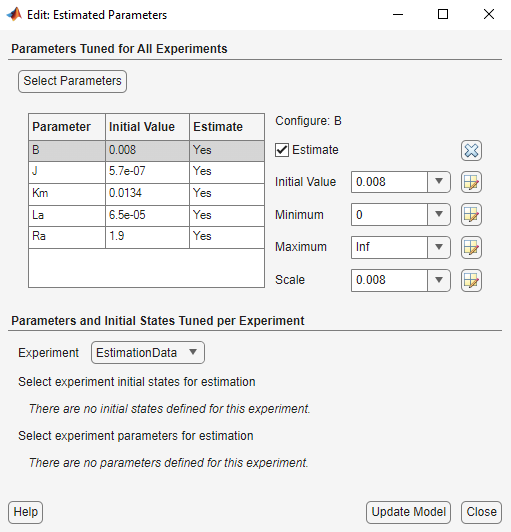 Edit: Estimated Parameters
Parameters Tuned for All Experiments
Select Parameters
Parameter Initial Value Estimate
B 0.008 Yes
J 5.7e-07 Yes
Km 0.0134 Yes
La 6.5e-05 Yes
Ra 1.9 Yes
Configure: B
Estimate
Initial Value 0.008
Minimum 0
Maximum Inf
Scale 0.008
Parameters and Initial States Tuned per Experiment
Experiment EstimationData
Select experiment initial states for estimation
There are no initial states defined for this experiment.
Select experiment parameters for estimation
There are no parameters defined for this experiment.
Help Update Model Close